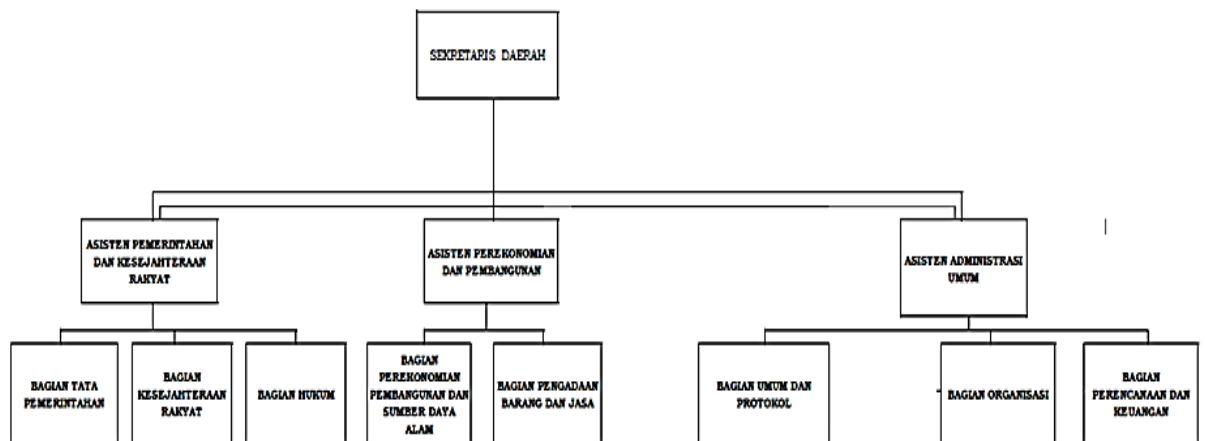 SEKRETARIS DAERAH
ASISTEN PEMERINTAHAN
DAN KESEJAHTERAAN
RAKYAT
ASISTEN PEREKONOMIAN
DAN PEMBANGUNAN
ASISTEN ADMINISTRASI
UMUM
BAGIAN TATA
PEMERINTAHAN
BAGIAN
KESEJAHTERAAN
RAKYAT
BAGIAN HUKUM
BAGIAN
PEREKONOMIAN
PEMBANGUNAN DAN
SUMBER DAYA
ALAM
BAGIAN PENGADAAN
BARANG DAN JASA
BAGIAN UMUM DAN
PROTOKOL
BAGIAN ORGANISASI
BAGIAN
PERENCANAAN DAN
KEUANGAN